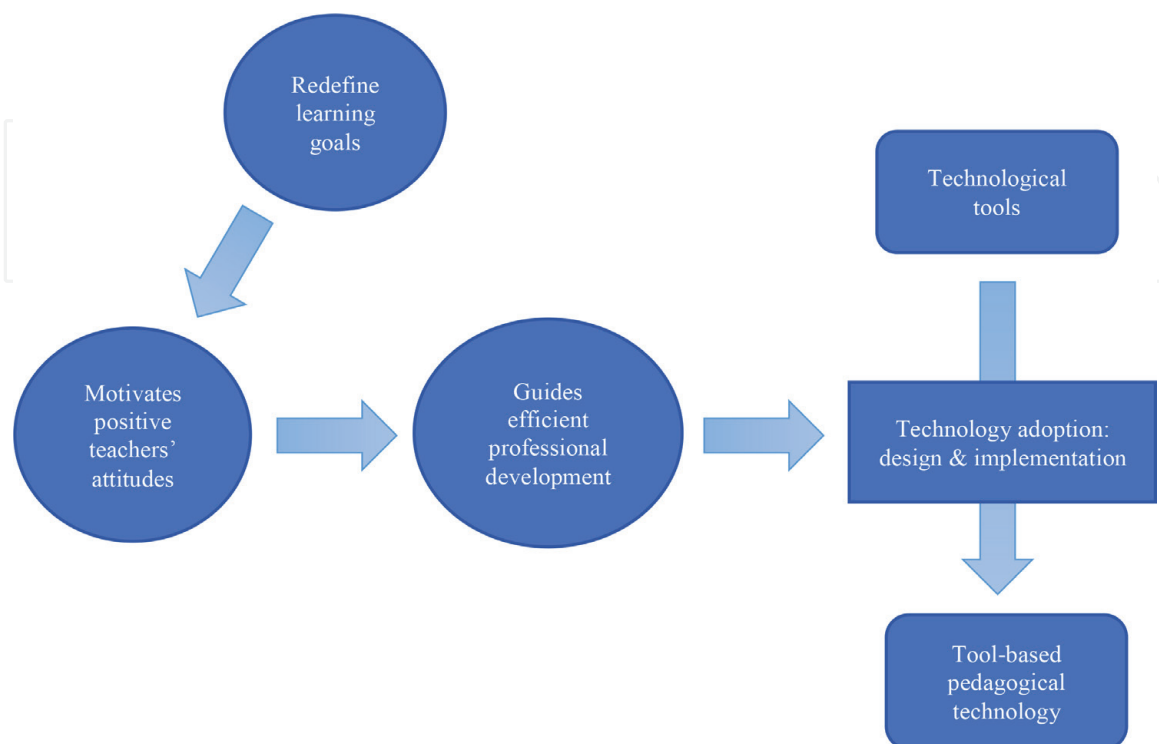 Redefine
learning
goals
Technological
tools
Motivates
positive
teachers’
attitudes
Guides
efficient
professional
development
Technology adoption:
design & implementation
Tool-based
pedagogical
technology